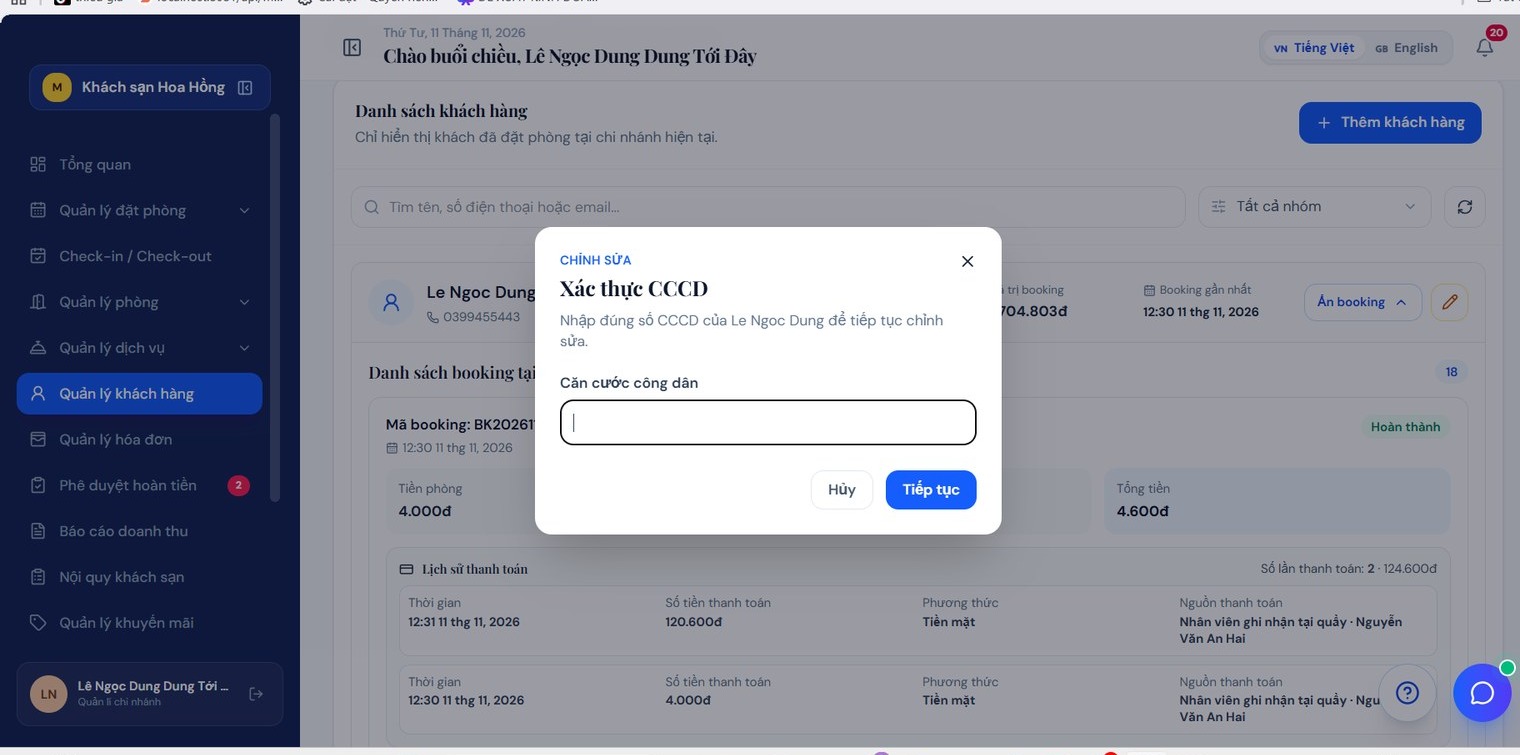 Thứ Tư, 11 Tháng 11, 2026
Chào buổi chiều, Lê Ngọc Dung Dung Tới Đây
VN Tiếng Việt
GB English
20
M
Khách sạn Hoa Hồng
Tổng quan
Quản lý đặt phòng
Check-in / Check-out
Quản lý phòng
Quản lý dịch vụ
Quản lý khách hàng
Quản lý hóa đơn
Phê duyệt hoàn tiền
2
Báo cáo doanh thu
Nội quy khách sạn
Quản lý khuyến mãi
LN
Lê Ngọc Dung Dung Tới ...
Quản lí chi nhánh
Danh sách khách hàng
Chỉ hiển thị khách đã đặt phòng tại chi nhánh hiện tại.
Thêm khách hàng
Tìm tên, số điện thoại hoặc email...
Tất cả nhóm
Le Ngoc Dung
0399455443
trị booking
704.803đ
Booking gần nhất
12:30 11 thg 11, 2026
Ẩn booking
Danh sách booking tại
18
Mã booking: BK20261
12:30 11 thg 11, 2026
Hoàn thành
Tiền phòng
4.000đ
Tổng tiền
4.600đ
Lịch sử thanh toán
Số lần thanh toán: 2 · 124.600đ
Thời gian
12:31 11 thg 11, 2026
Số tiền thanh toán
120.600đ
Phương thức
Tiền mặt
Nguồn thanh toán
Nhân viên ghi nhận tại quầy · Nguyễn
Văn An Hai
Thời gian
12:30 11 thg 11, 2026
Số tiền thanh toán
4.000đ
Phương thức
Tiền mặt
Nguồn thanh toán
Nhân viên ghi nhận tại quầy · Ngu
Văn An Hai
CHỈNH SỬA
Xác thực CCCD
Nhập đúng số CCCD của Le Ngoc Dung để tiếp tục chỉnh
sửa.
Căn cước công dân
Hủy
Tiếp tục